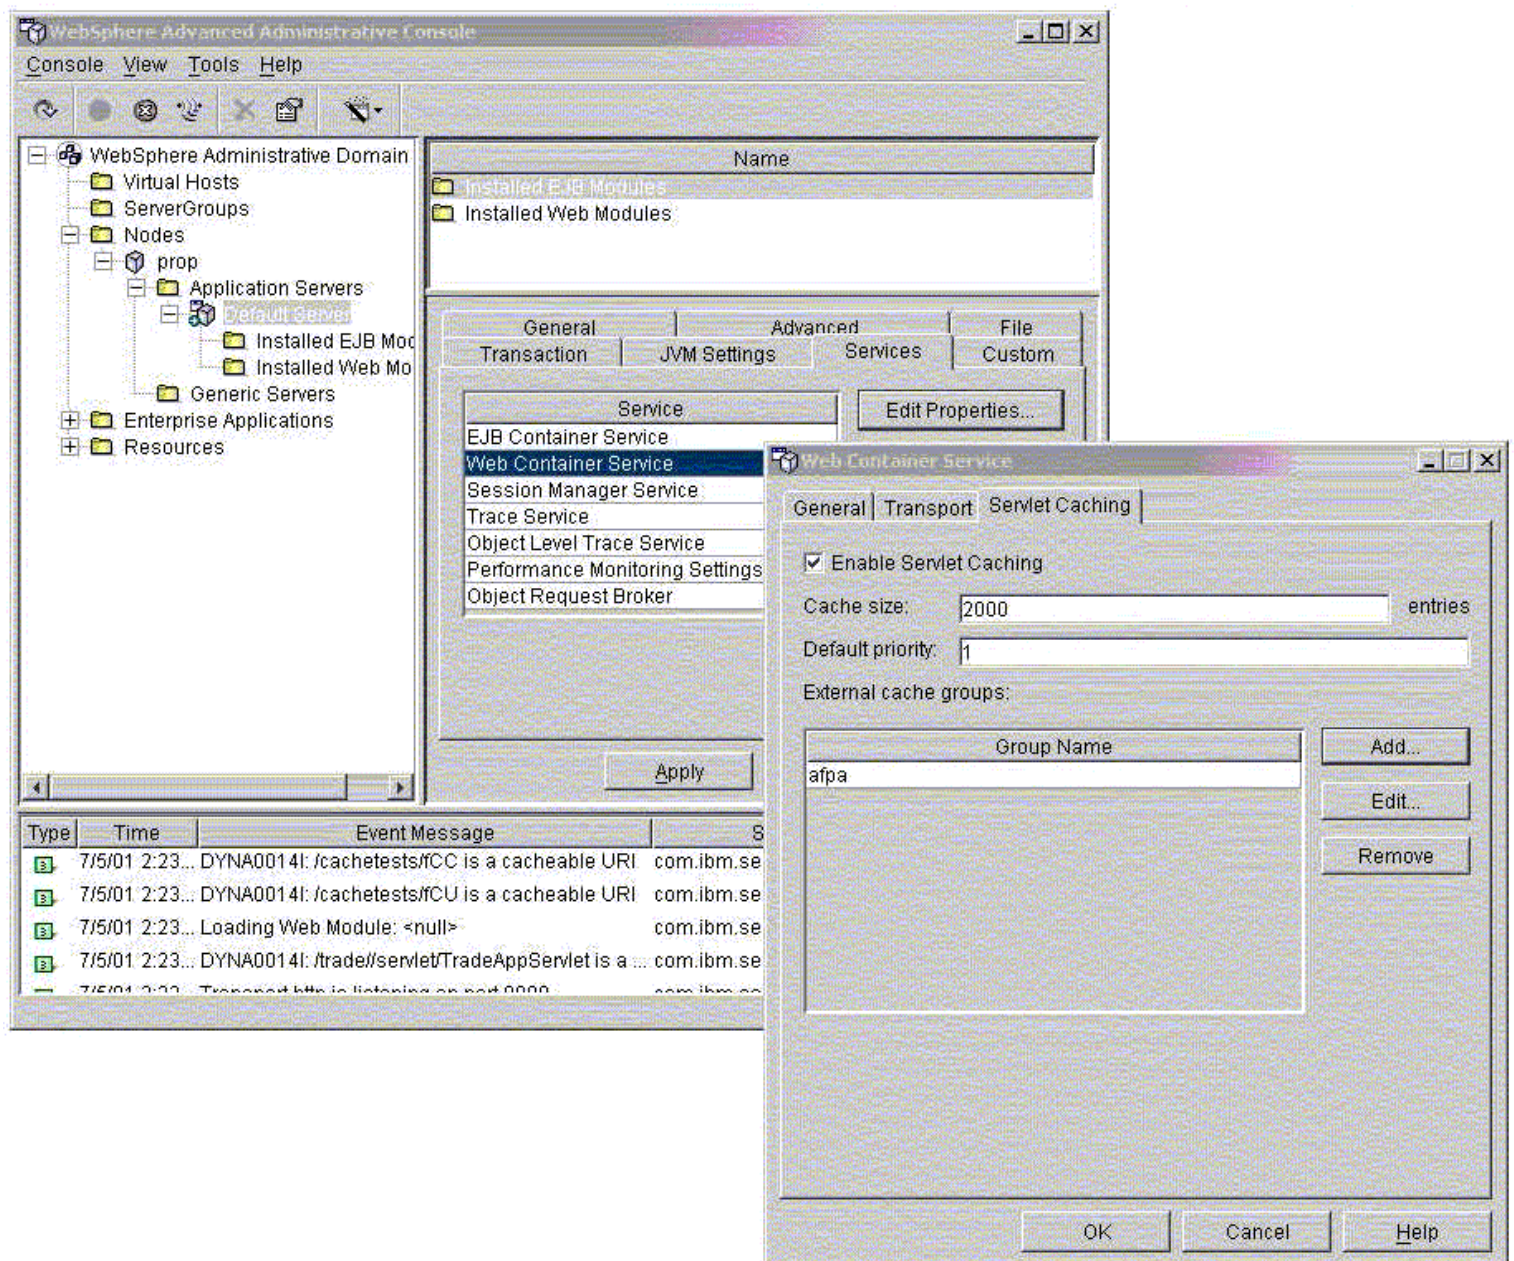 WebSphere Advanced Administrative Console
Console View Tools Help
WebSphere Administrative Domain
Virtual Hosts
ServerGroups
Nodes
prop
Application Servers
Default Server
Installed EJB Mod
Installed Web Mo
Generic Servers
Enterprise Applications
Resources
Name
Installed EJB Modules
Installed Web Modules
General Advanced File
Transaction JVM Settings Services Custom
Service
Edit Properties...
EJB Container Service
Web Container Service
Session Manager Service
Trace Service
Object Level Trace Service
Performance Monitoring Settings
Object Request Broker
Apply
Type Time Event Message S
7/5/01 2:23... DYNA0014I: /cachetests/fCC is a cacheable URI com.ibm.se
7/5/01 2:23... DYNA0014I: /cachetests/fCU is a cacheable URI com.ibm.se
7/5/01 2:23... Loading Web Module: <null> com.ibm.se
7/5/01 2:23... DYNA0014I: /trade//servlet/TradeAppServlet is a ... com.ibm.se
Transport http is listening on port
Web Container Service
General Transport Servlet Caching
Enable Servlet Caching
Cache size: 2000 entries
Default priority: 1
External cache groups:
Group Name
afpa
Add...
Edit...
Remove
OK Cancel Help